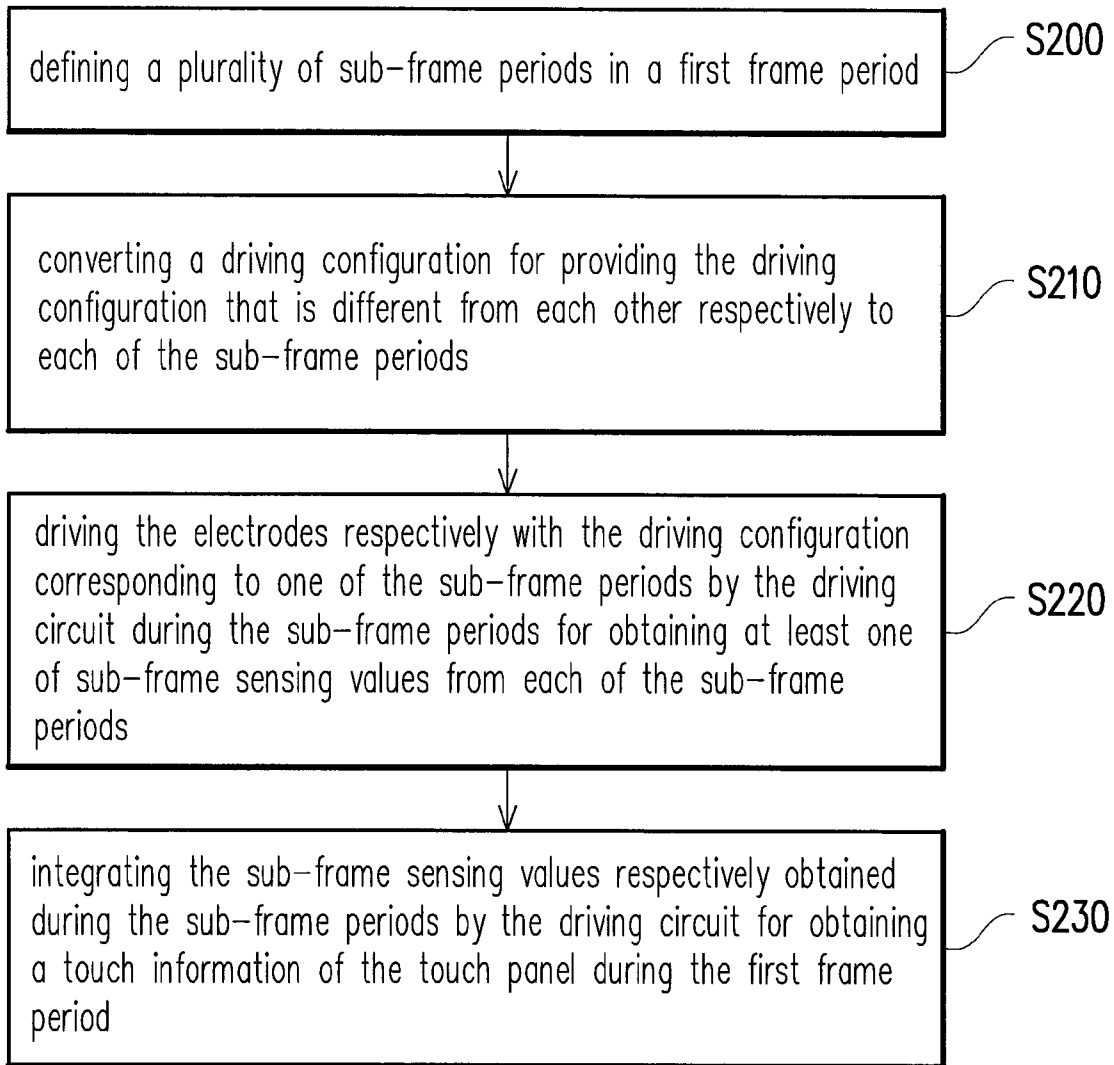 defining a plurality of sub-frame periods in a first frame period
S200
converting a driving configuration for providing the driving
configuration that is different from each other respectively to
each of the sub-frame periods
S210
driving the electrodes respectively with the driving configuration
corresponding to one of the sub-frame periods by the driving
circuit during the sub-frame periods for obtaining at least one
of sub-frame sensing values from each of the sub-frame
periods
S220
integrating the sub-frame sensing values respectively obtained
during the sub-frame periods by the driving circuit for obtaining
a touch information of the touch panel during the first frame
period
S230